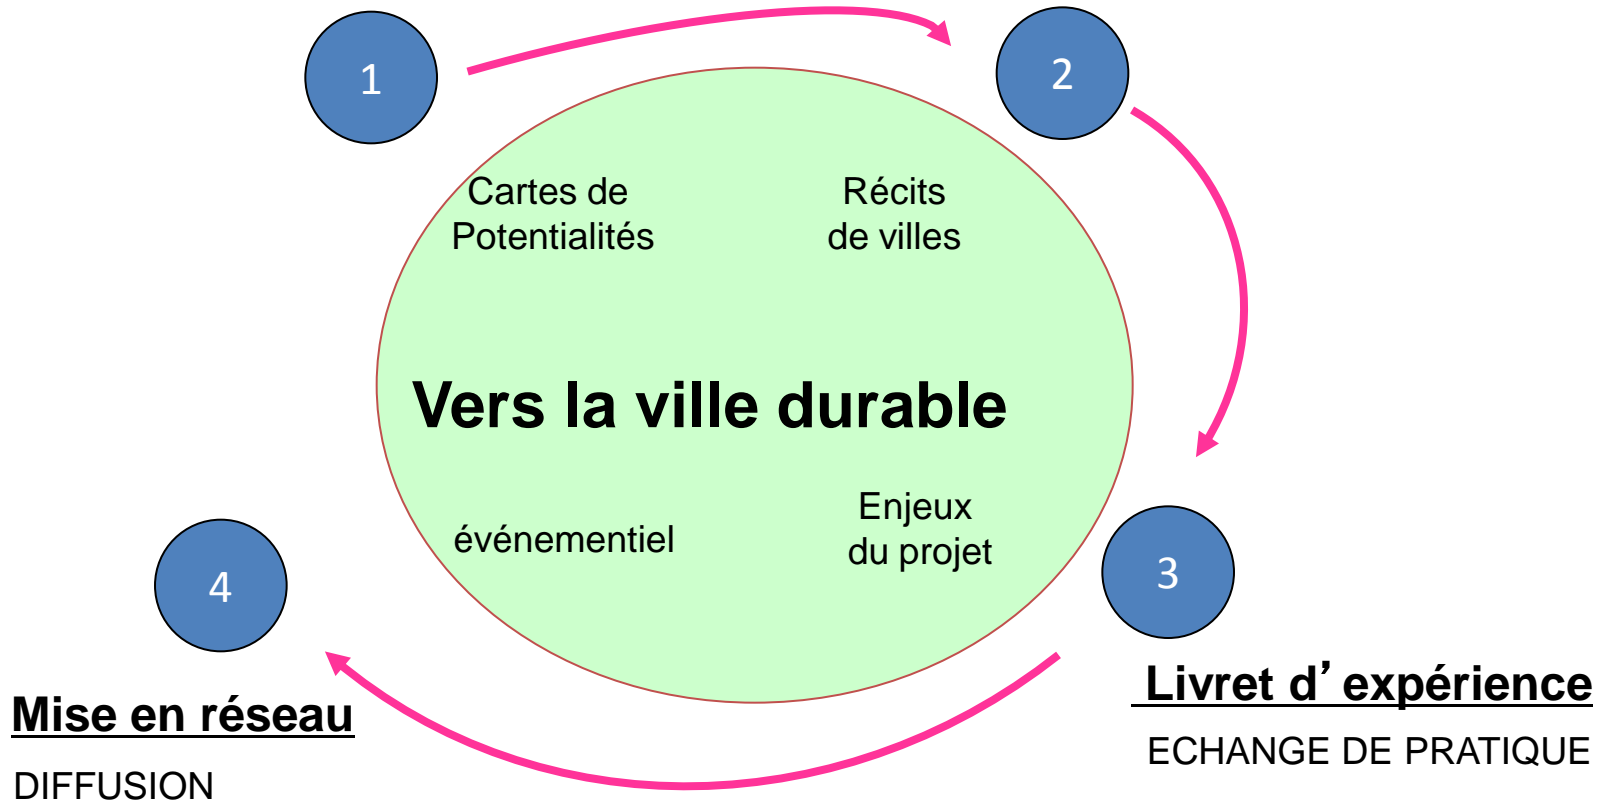 1
2
Cartes de
Potentialités
Récits
de villes
Vers la ville durable
événementiel
Enjeux
du projet
4
3
Mise en réseau
DIFFUSION
Livret d’ expérience
ECHANGE DE PRATIQUE